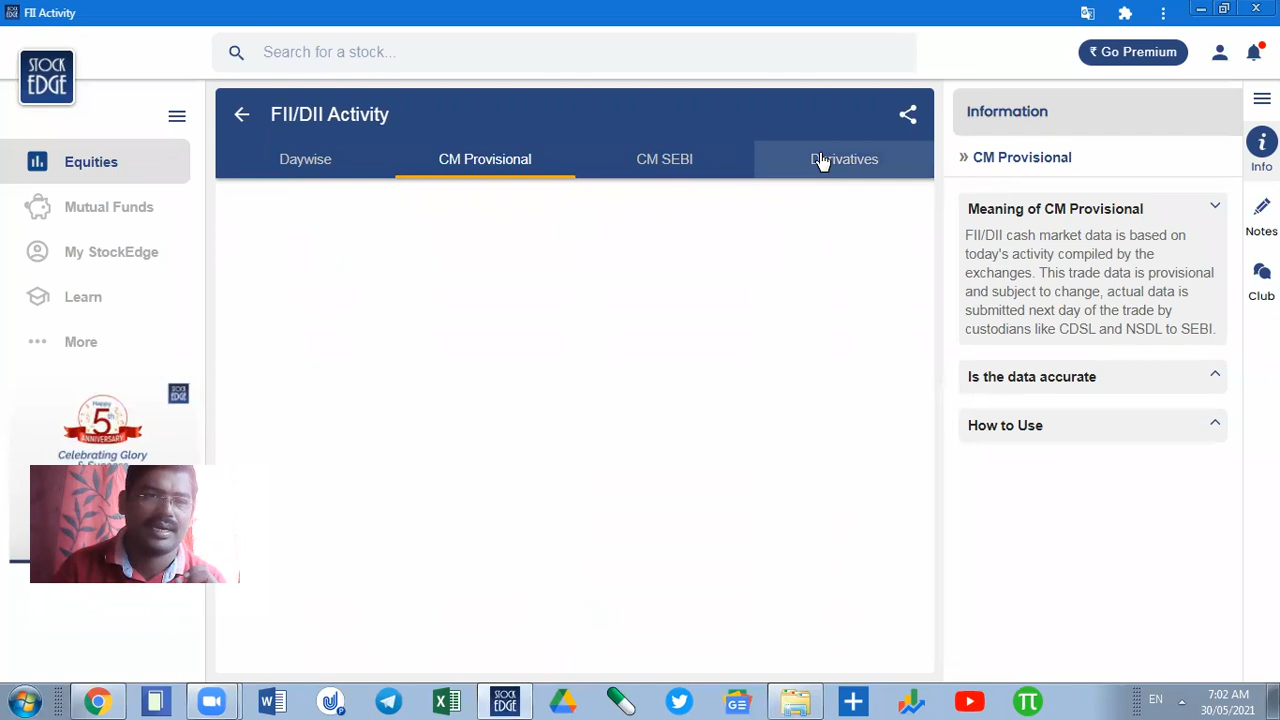 FII Activity
STOCK
EDGE
Search for a stock...
₹ Go Premium
Equities
Mutual Funds
My StockEdge
Learn
More
STOCK
EDGE
Happy
5th
ANNIVERSARY
Celebrating Glory
FII/DII Activity
Daywise
CM Provisional
CM SEBI
Derivatives
Information
» CM Provisional
Meaning of CM Provisional
FII/DII cash market data is based on
today's activity compiled by the
exchanges. This trade data is provisional
and subject to change, actual data is
submitted next day of the trade by
custodians like CDSL and NSDL to SEBI.
Is the data accurate
How to Use
Info
Notes
Club
EN
7:02 AM
30/05/2021